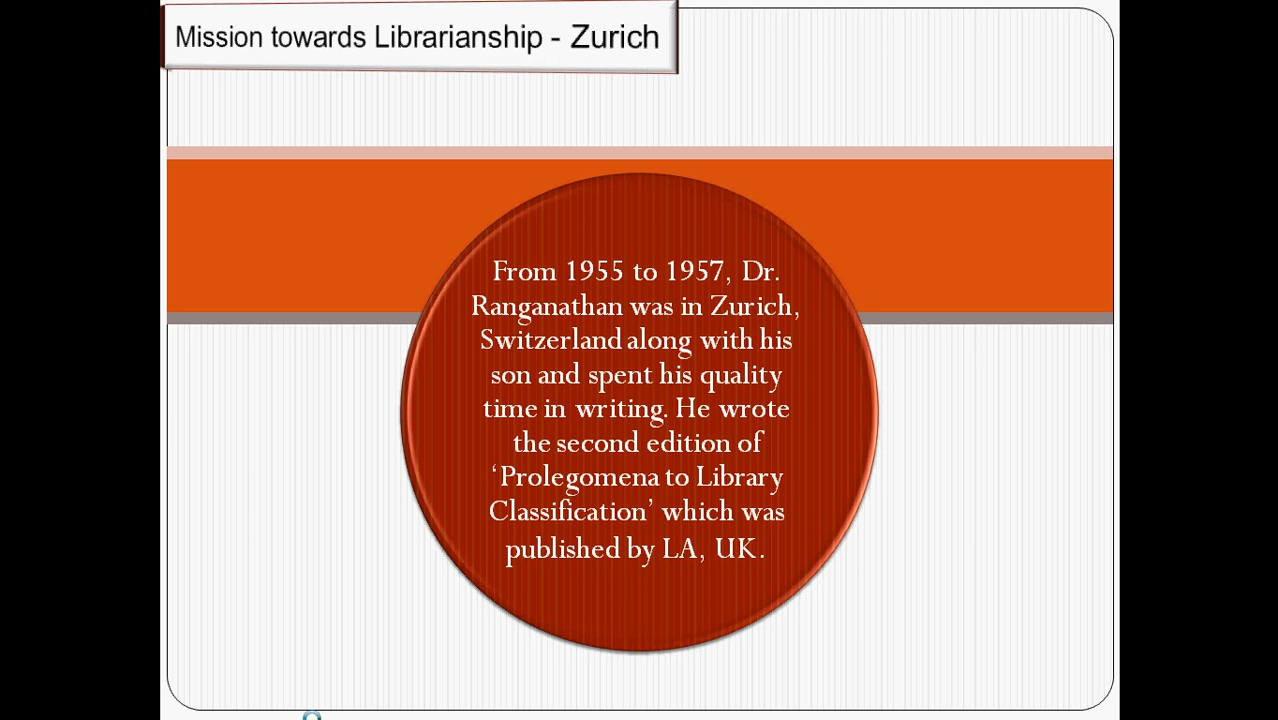 Mission towards Librarianship - Zurich
From 1955 to 1957, Dr.
Ranganathan was in Zurich,
Switzerland along with his
son and spent his quality
time in writing. He wrote
the second edition of
‘Prolegomena to Library
Classification’ which was
published by LA, UK.